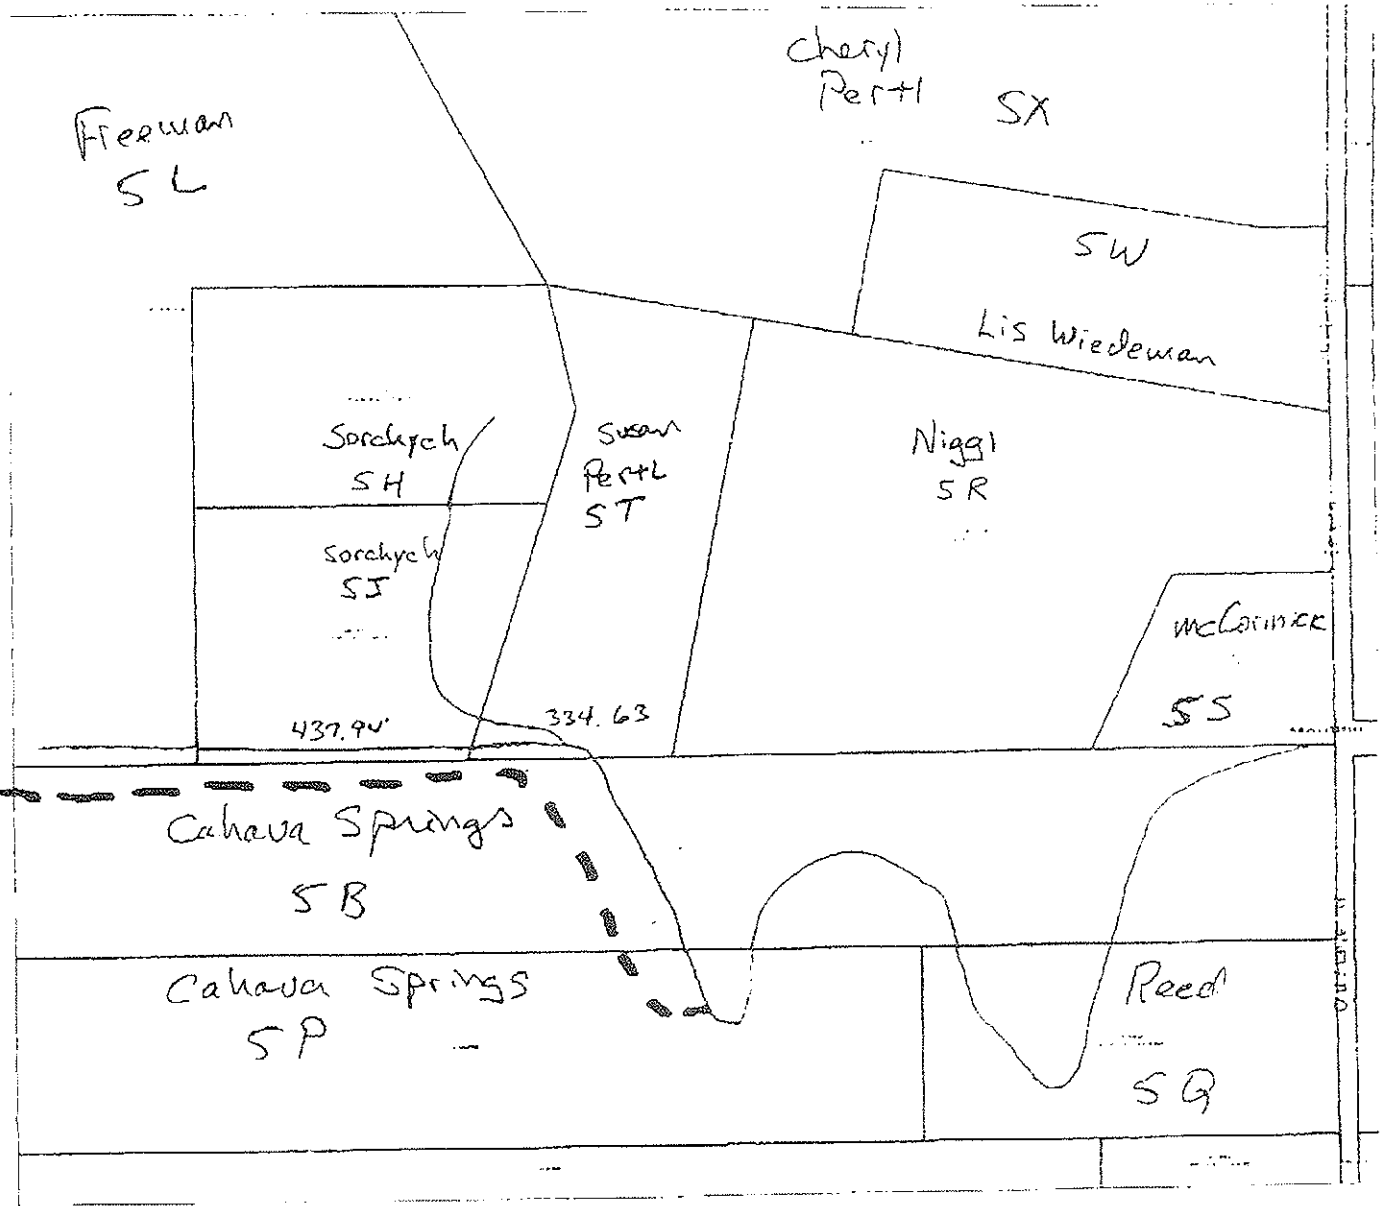 Cheryl
Pertl 5X
Freeman
5L
5W
Lis Wiedeman
Sorchych
5H
Susan
Pertl
5T
Niggl
5R
Sorchych
5J
McCormick
5S
437.94'
334.63
Cahava Springs
5B
Cahava Springs
5P
Reed
5Q